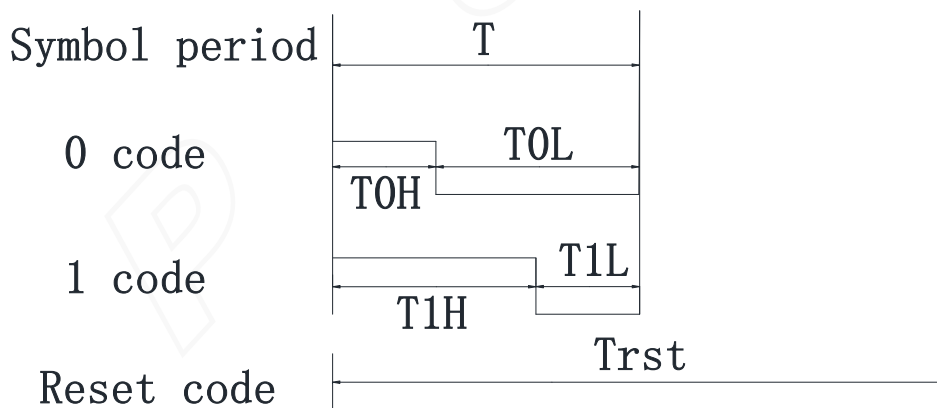 Symbol period
T
0 code
T0L
T0H
1 code
T1L
T1H
Trst
Reset code